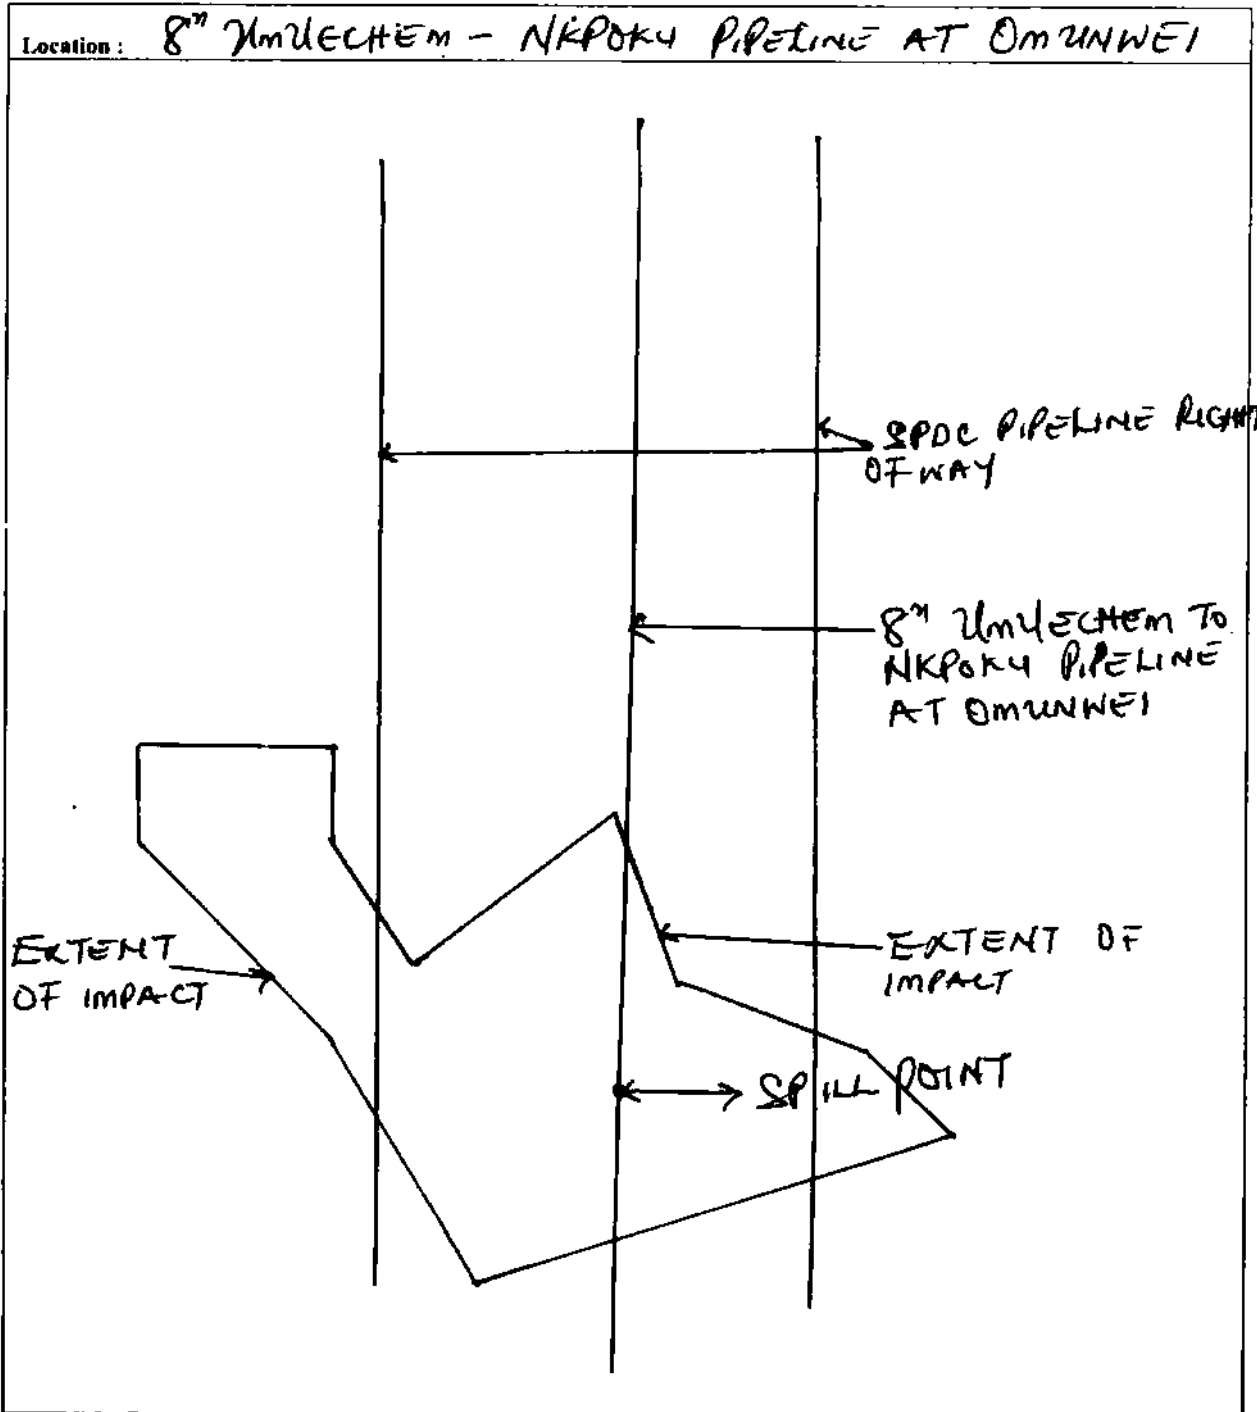 Location : 8" UMUECHEM - NKPOKU PIPELINE AT OMUNWEI
SPDC PIPELINE RIGHT
OF WAY
8" UMUECHEM TO
NKPOKU PIPELINE
AT OMUNWEI
EXTENT
OF IMPACT
EXTENT OF
IMPACT
SPILL POINT